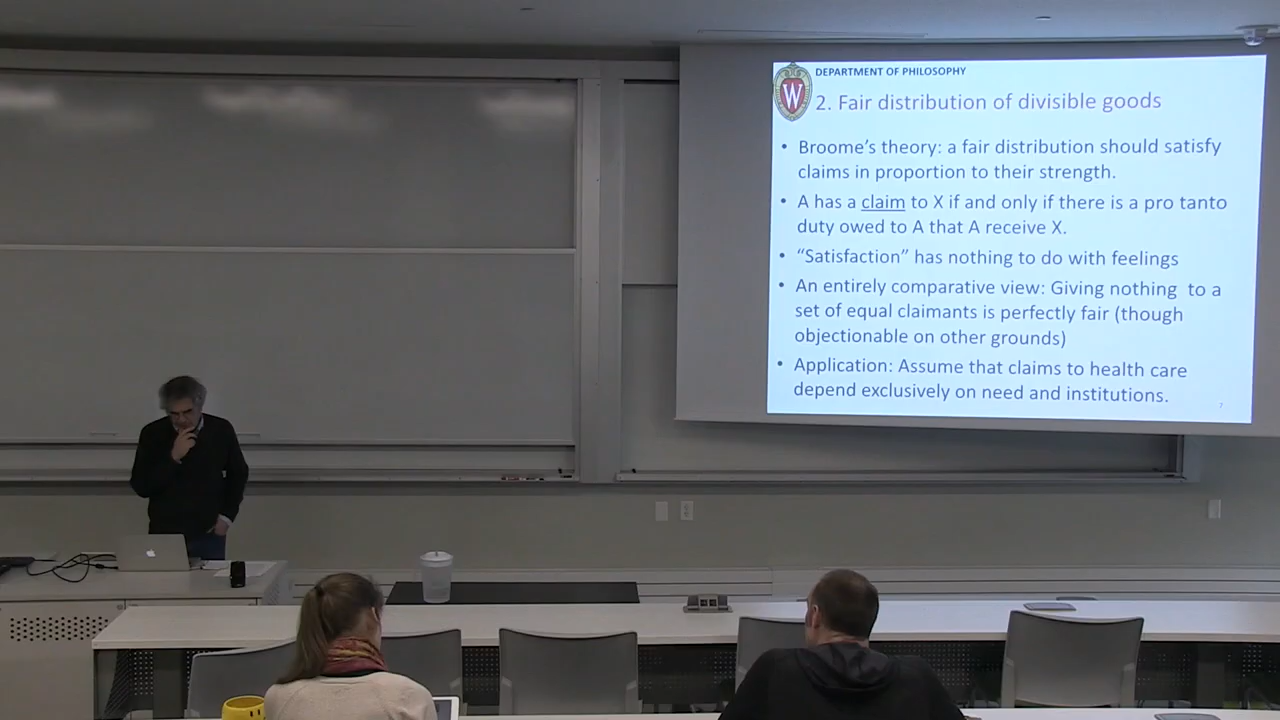 DEPARTMENT OF PHILOSOPHY
W
2. Fair distribution of divisible goods
• Broome's theory: a fair distribution should satisfy
claims in proportion to their strength.
• A has a claim to X if and only if there is a pro tanto
duty owed to A that A receive X.
• “Satisfaction” has nothing to do with feelings
• An entirely comparative view: Giving nothing to a
set of equal claimants is perfectly fair (though
objectionable on other grounds)
• Application: Assume that claims to health care
depend exclusively on need and institutions.
7